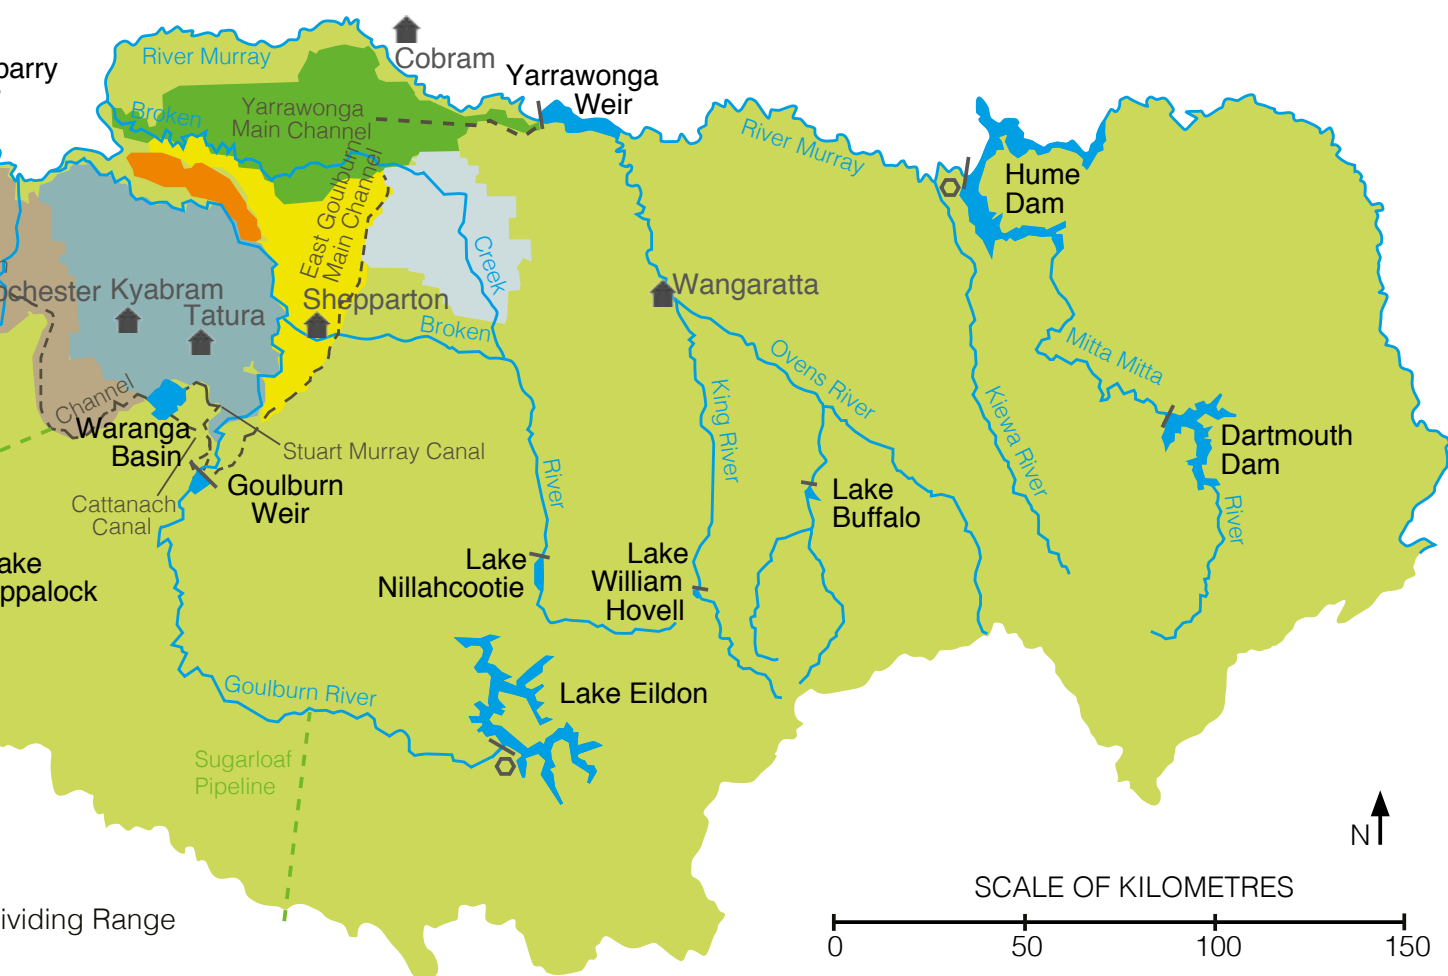 parry
River Murray
Cobram
Yarrawonga
Weir
Broken
Yarrawonga
Main Channel
River Murray
Hume
Dam
East Goulburn
Main Channel
Creek
ochester
Kyabram
Tatura
Shepparton
Broken
Wangaratta
Mitta Mitta
Ovens River
King River
Kiewa River
Channel
Waranga
Basin
Stuart Murray Canal
Dartmouth
Dam
River
River
Cattanach
Canal
Goulburn
Weir
Lake
Buffalo
Lake
Nillahcootie
Lake
William
Hovell
ake
ppalock
Goulburn River
Lake Eildon
Sugarloaf
Pipeline
N
SCALE OF KILOMETRES
0 50 100 150
ividing Range